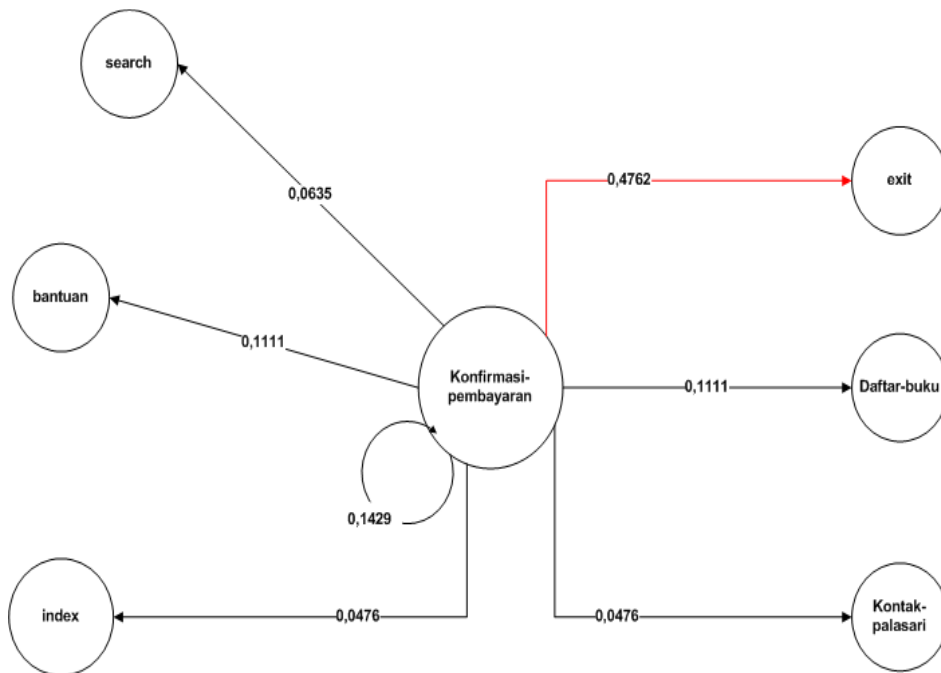 search
0,4762
exit
0,0635
bantuan
0,1111
Konfirmasi-
pembayaran
0,1111
Daftar-buku
0,1429
index
0,0476
0,0476
Kontak-
palasari